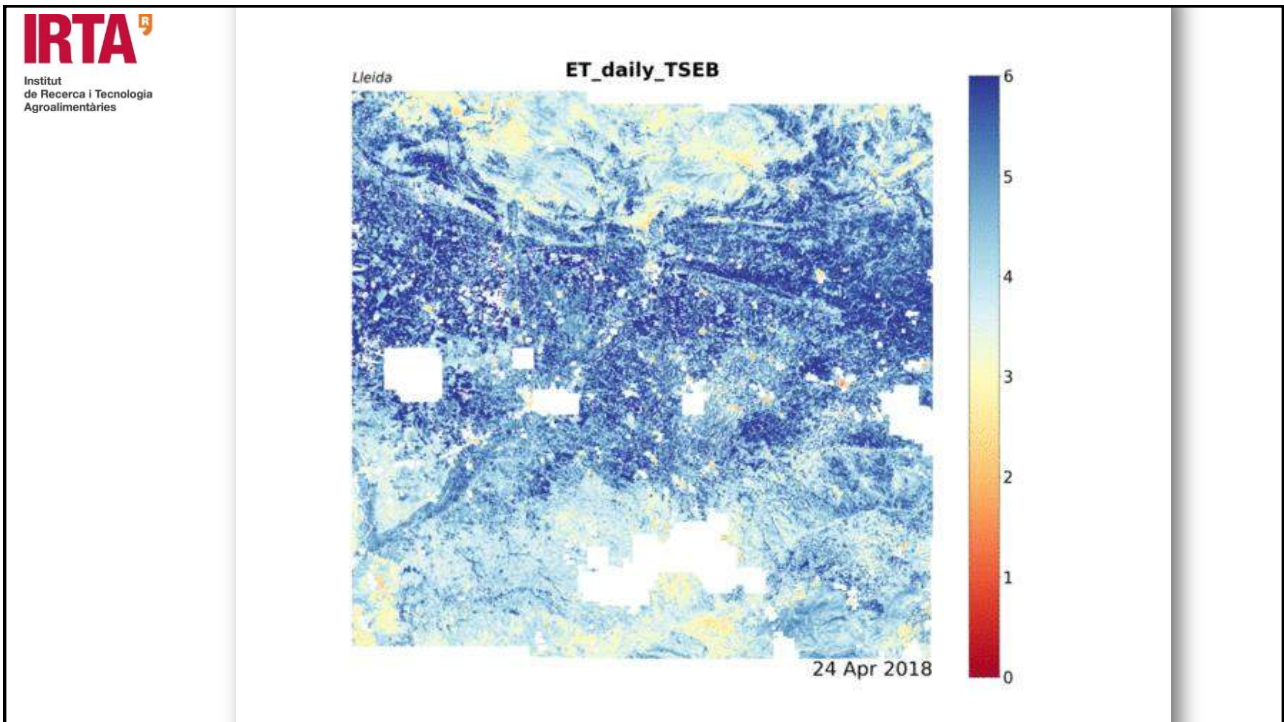 IRTA
R
Institut
de Recerca i Tecnologia
Agroalimentàries
Lleida
ET_daily_TSEB
6
5
4
3
2
1
0
24 Apr 2018